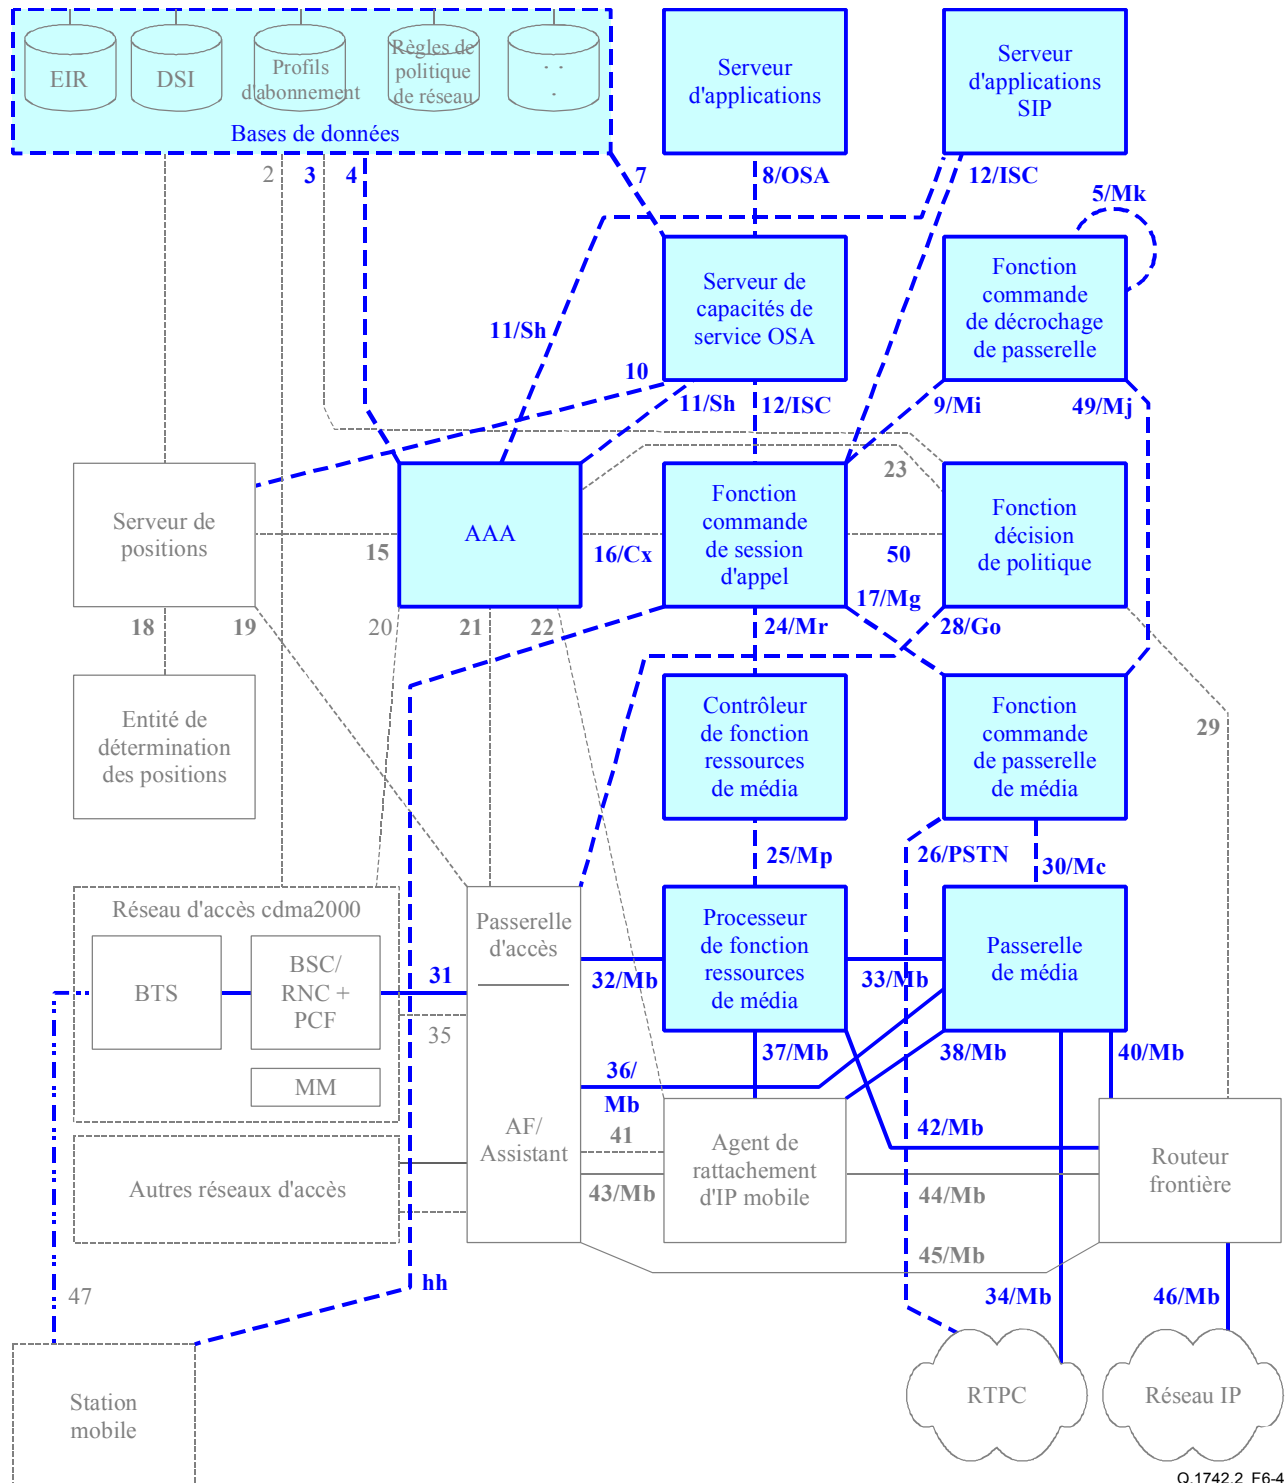 EIR
DSI
Profils
d'abonnement
Règles de
politique
de réseau
. .
.
Bases de données
Serveur
d'applications
Serveur
d'applications
SIP
2
3
4
7
8/OSA
12/ISC
5/Mk
Serveur de
capacités de
service OSA
Fonction
commande
de décrochage
de passerelle
11/Sh
10
11/Sh
12/ISC
9/Mi
49/Mj
23
Serveur de
positions
15
AAA
16/Cx
Fonction
commande
de session
d'appel
50
Fonction
décision
de politique
17/Mg
18
19
20
21
22
24/Mr
28/Go
Entité de
détermination
des positions
Contrôleur
de fonction
ressources
de média
Fonction
commande
de passerelle
de média
29
25/Mp
26/PSTN
30/Mc
Réseau d'accès cdma2000
BTS
BSC/
RNC +
PCF
MM
31
35
Passerelle
d'accès
32/Mb
Processeur
de fonction
ressources
de média
33/Mb
Passerelle
de média
36/
Mb
37/Mb
38/Mb
40/Mb
AF/
Assistant
41
43/Mb
Agent de
rattachement
d'IP mobile
42/Mb
44/Mb
45/Mb
Routeur
frontière
Autres réseaux d'accès
47
hh
34/Mb
46/Mb
Station
mobile
RTPC
Réseau IP
Q.1742.2_F6-4